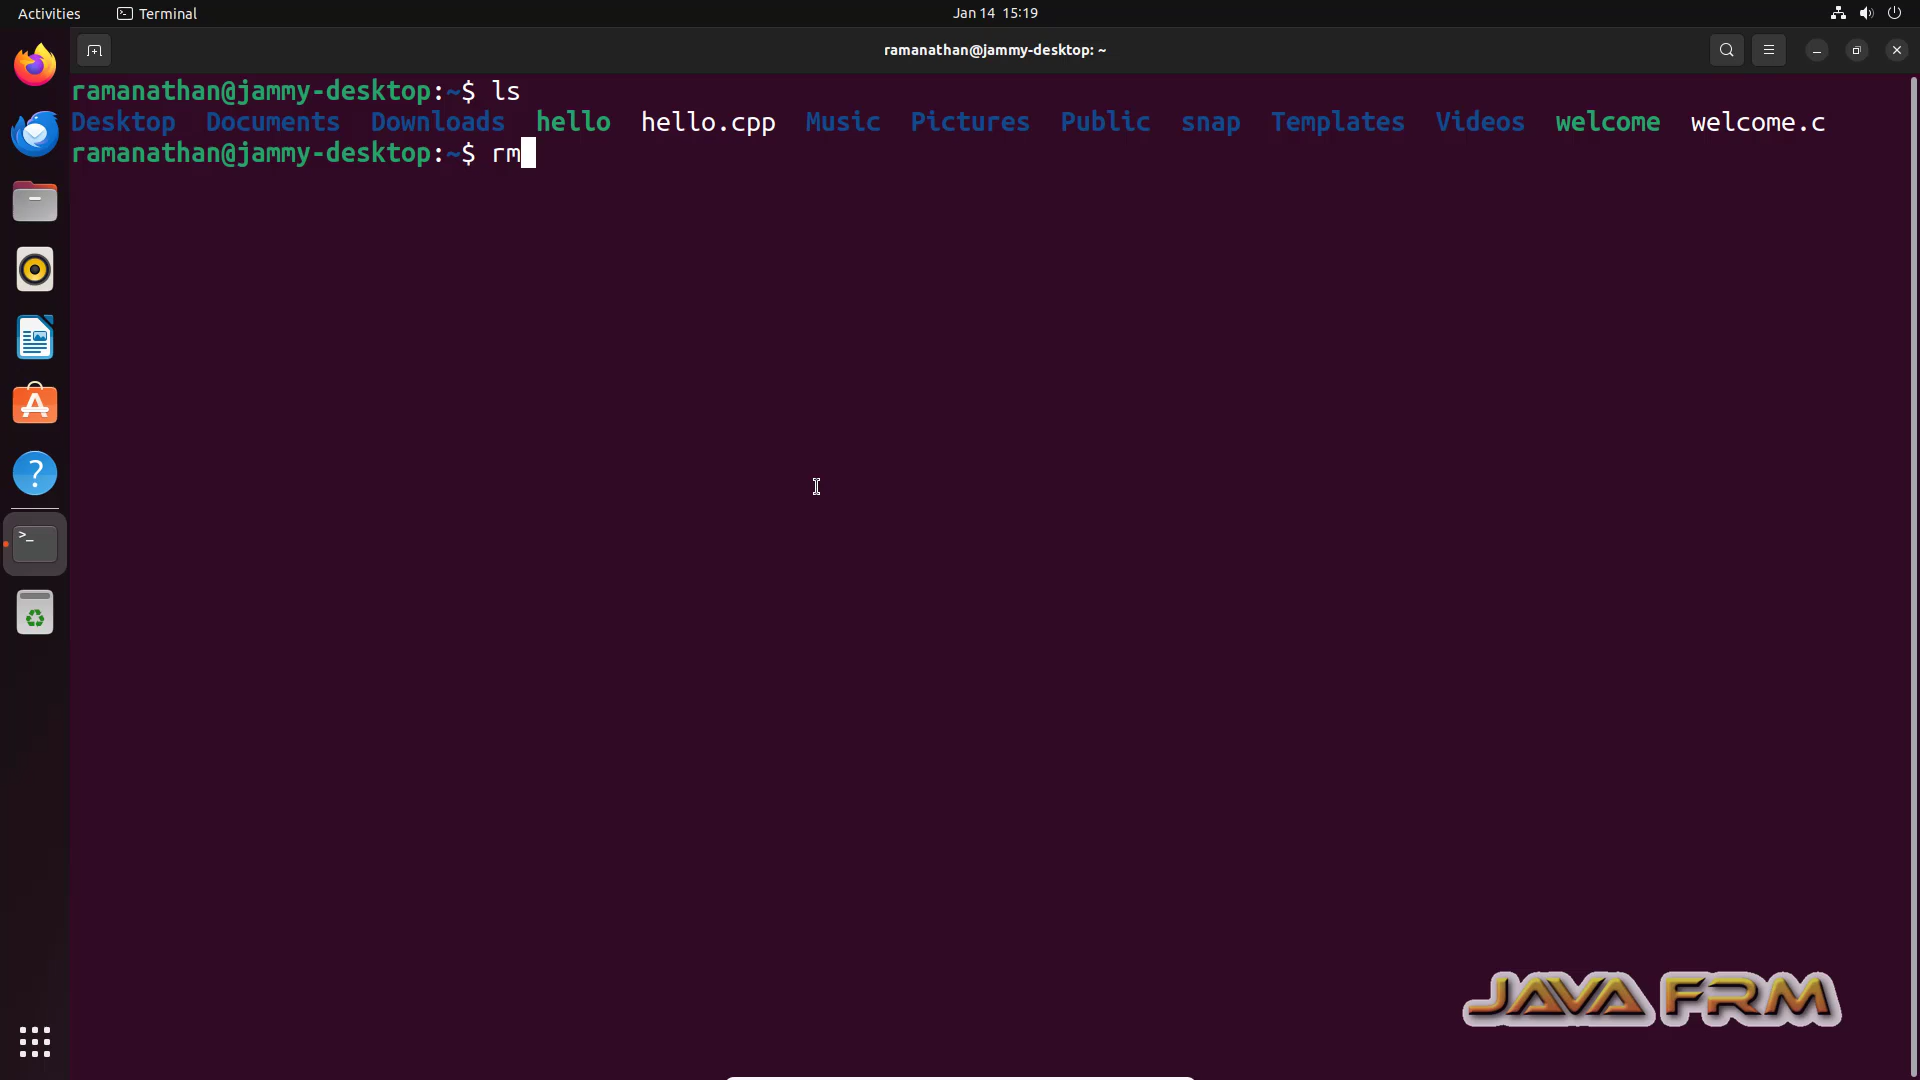 Activities Terminal Jan 14 15:19
ramanathan@jammy-desktop: ~
ramanathan@jammy-desktop:~$ ls
Desktop Documents Downloads hello hello.cpp Music Pictures Public snap Templates Videos welcome welcome.c
ramanathan@jammy-desktop:~$ rm
JAVA FRM